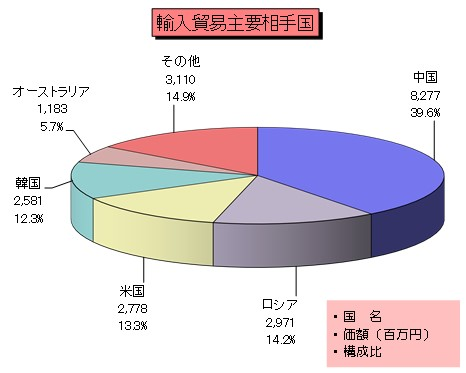 輸入貿易主要相手国
その他
3,110
14.9%
中国
8,277
39.6%
オーストラリア
1,183
5.7%
韓国
2,581
12.3%
米国
2,778
13.3%
ロシア
2,971
14.2%
・国　名
・価額（百万円）
・構成比